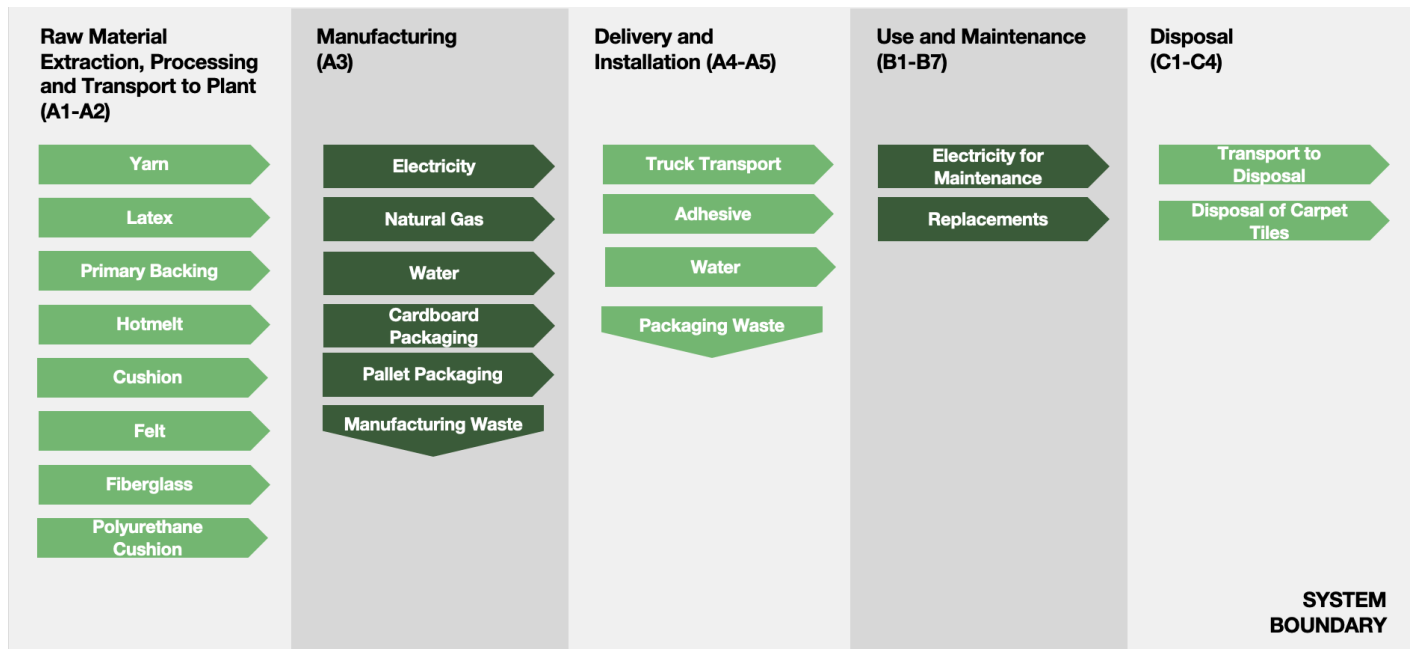 Raw Material
Extraction, Processing
and Transport to Plant
(A1-A2)
Yarn
Latex
Primary Backing
Hotmelt
Cushion
Felt
Fiberglass
Polyurethane
Cushion
Manufacturing
(A3)
Electricity
Natural Gas
Water
Cardboard
Packaging
Pallet Packaging
Manufacturing Waste
Delivery and
Installation (A4-A5)
Truck Transport
Adhesive
Water
Packaging Waste
Use and Maintenance
(B1-B7)
Electricity for
Maintenance
Replacements
Disposal
(C1-C4)
Transport to
Disposal
Disposal of Carpet
Tiles
SYSTEM
BOUNDARY